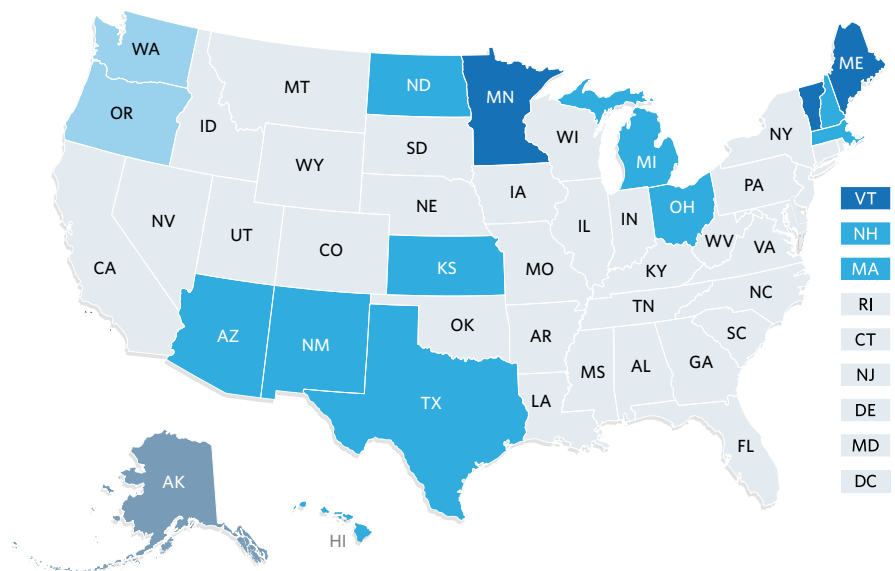 WA
ME
MT
ND
MN
OR
ID
NY
WI
SD
MI
WY
PA
IA
NE
VT
OH
IL
IN
NV
NH
WV
UT
CO
VA
KS
CA
MO
MA
KY
NC
RI
TN
OK
SC
AZ
AR
CT
NM
GA
MS
AL
NJ
LA
TX
DE
FL
MD
AK
DC
HI